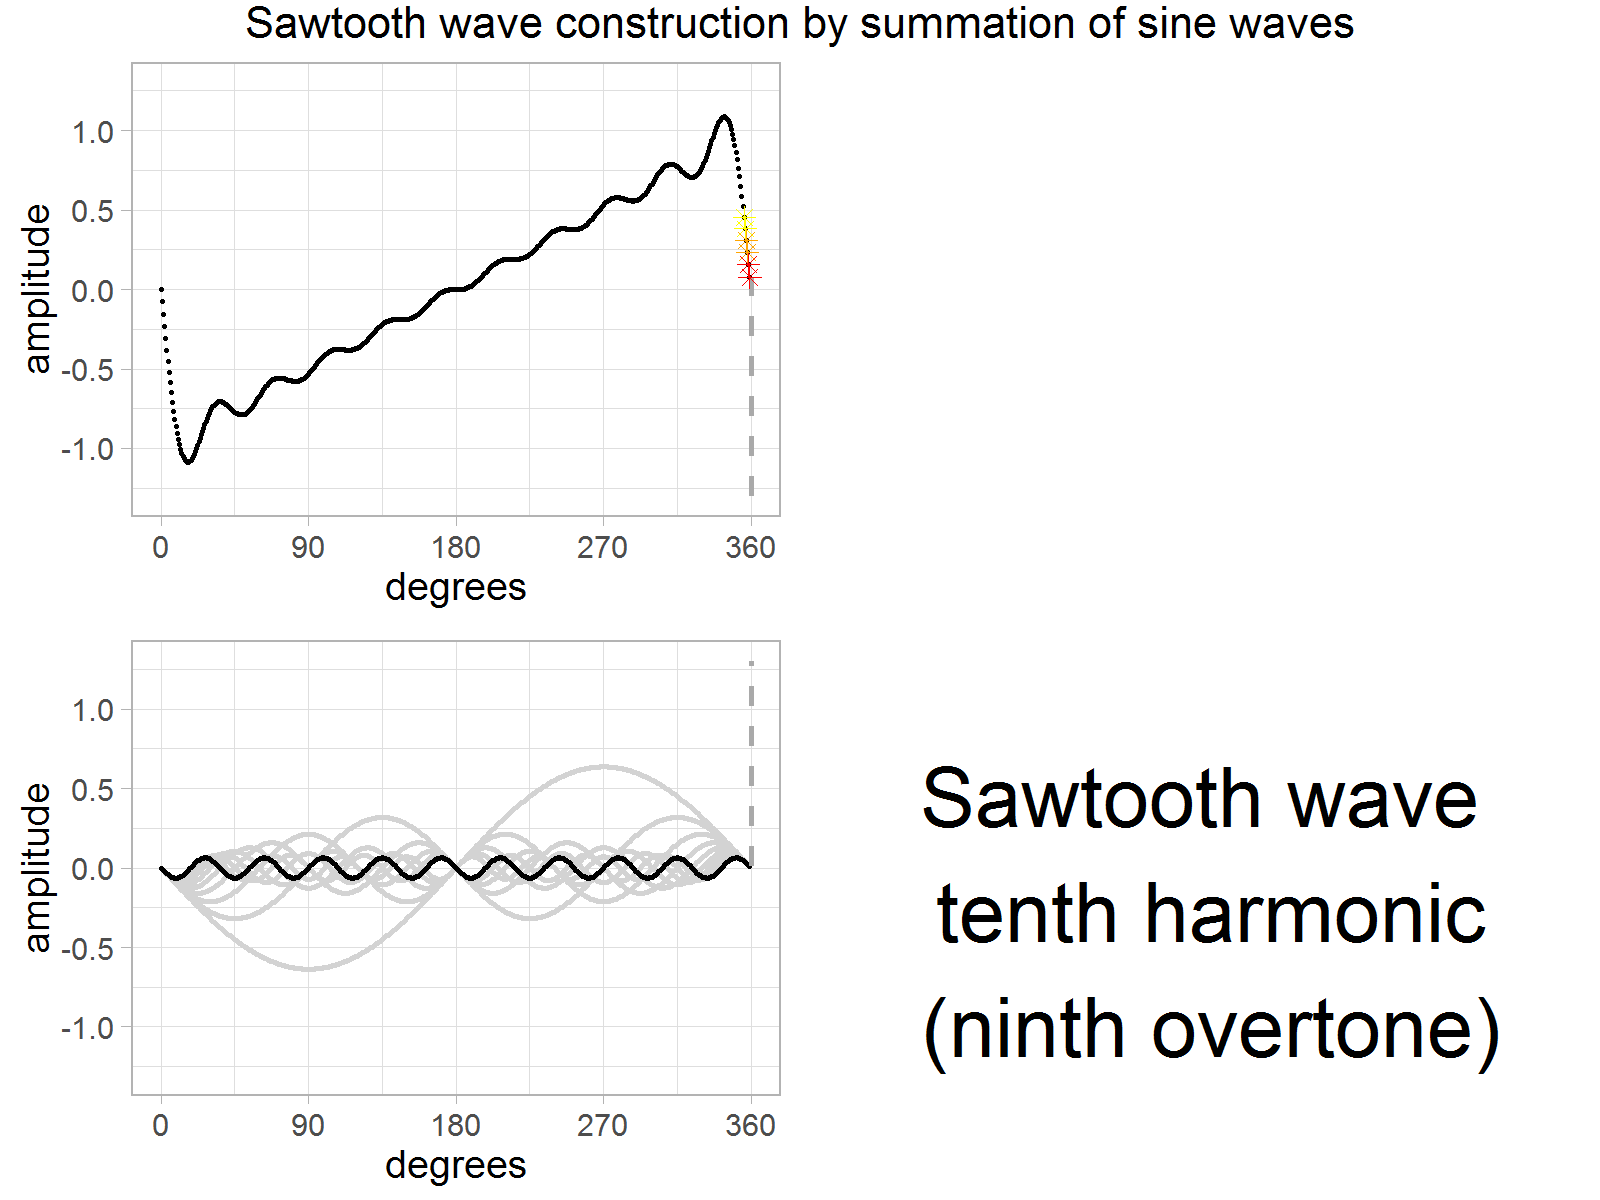 Sawtooth wave construction by summation of sine waves
amplitude
1.0
0.5
0.0
-0.5
-1.0
0 90 180 270 360
degrees
amplitude
1.0
0.5
0.0
-0.5
-1.0
0 90 180 270 360
degrees
Sawtooth wave
tenth harmonic
(ninth overtone)